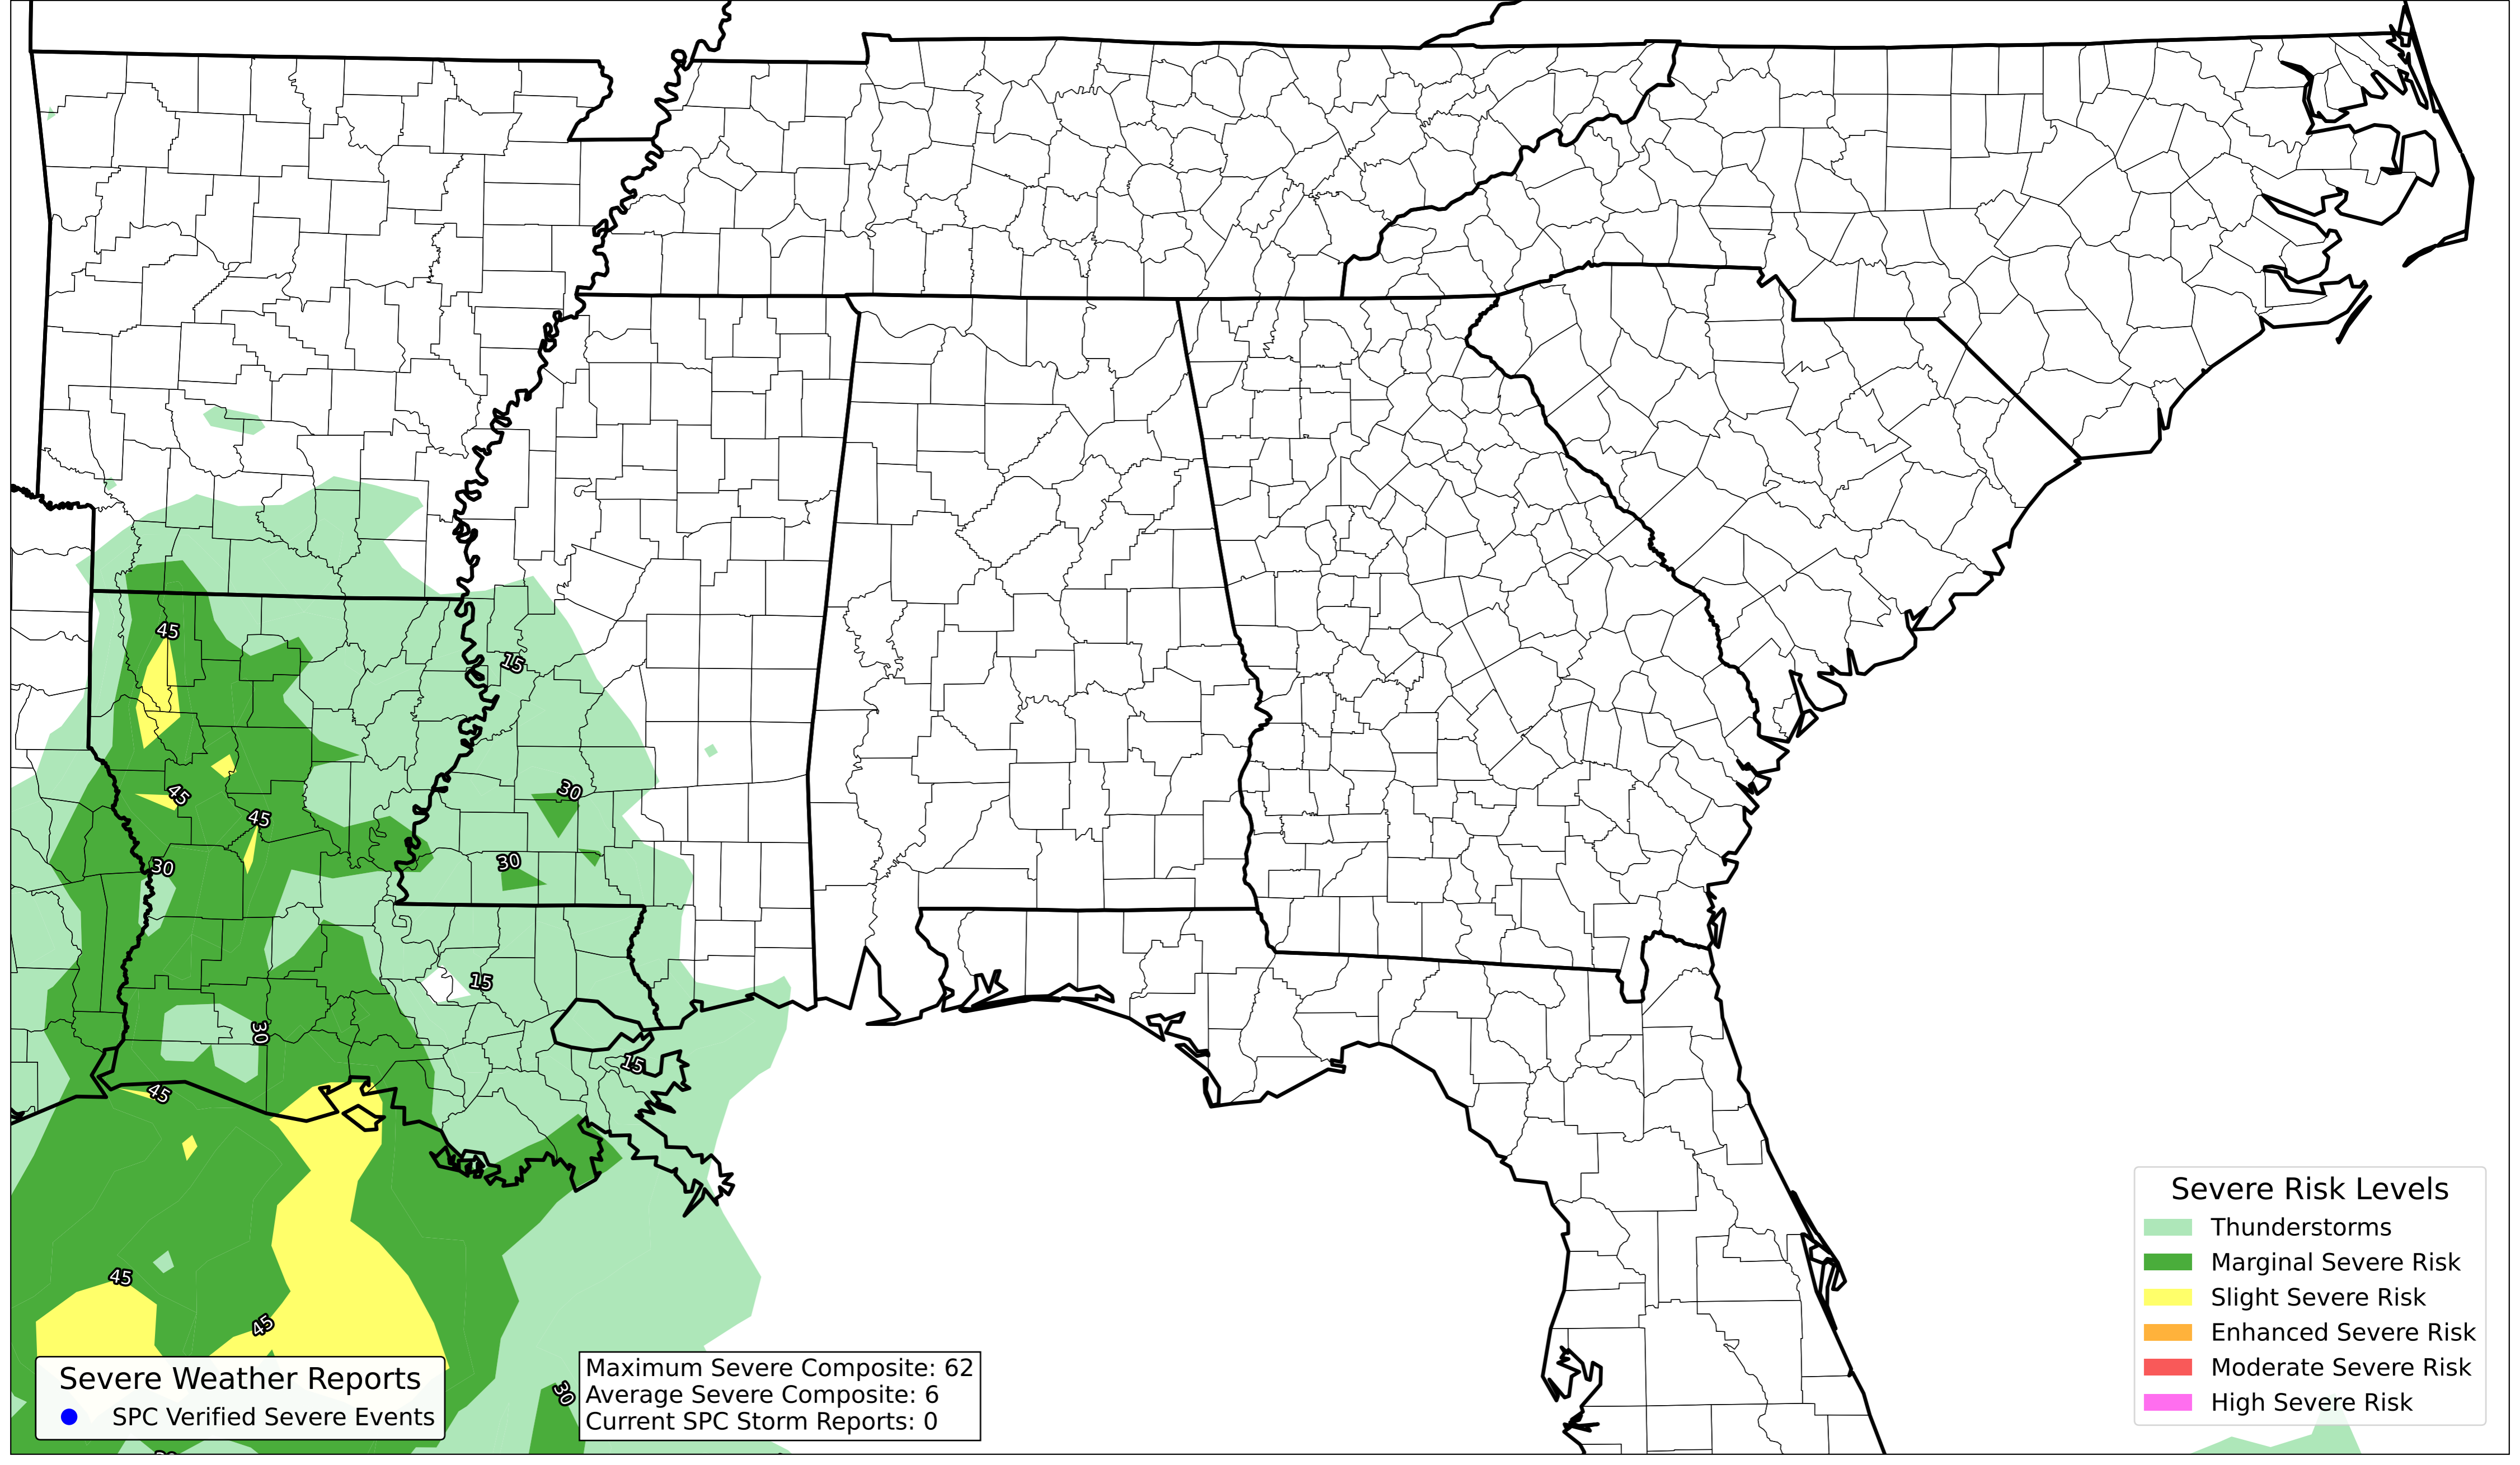 45
15
30
45
45
30
30
15
30
15
45
45
45
30
Severe Risk Levels
Thunderstorms
Marginal Severe Risk
Slight Severe Risk
Enhanced Severe Risk
Moderate Severe Risk
High Severe Risk
Severe Weather Reports
SPC Verified Severe Events
Maximum Severe Composite: 62
Average Severe Composite: 6
Current SPC Storm Reports: 0